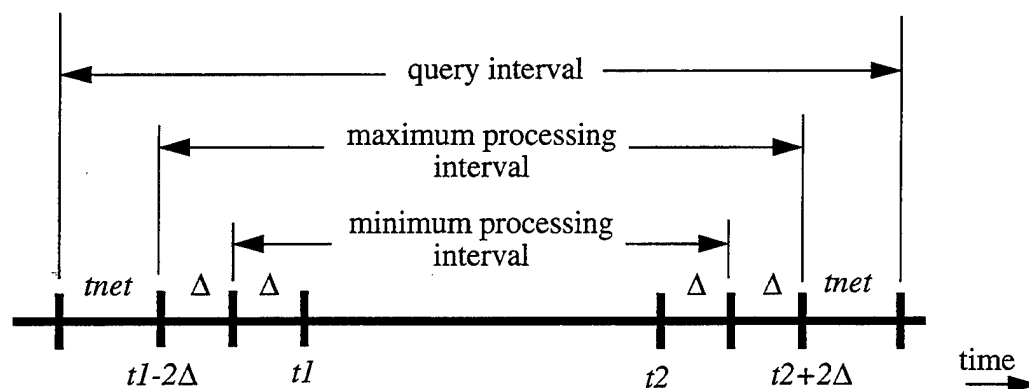 query interval
maximum processing
interval
minimum processing
interval
tnet Δ Δ Δ Δ tnet
t1-2Δ t1 t2 t2+2Δ time